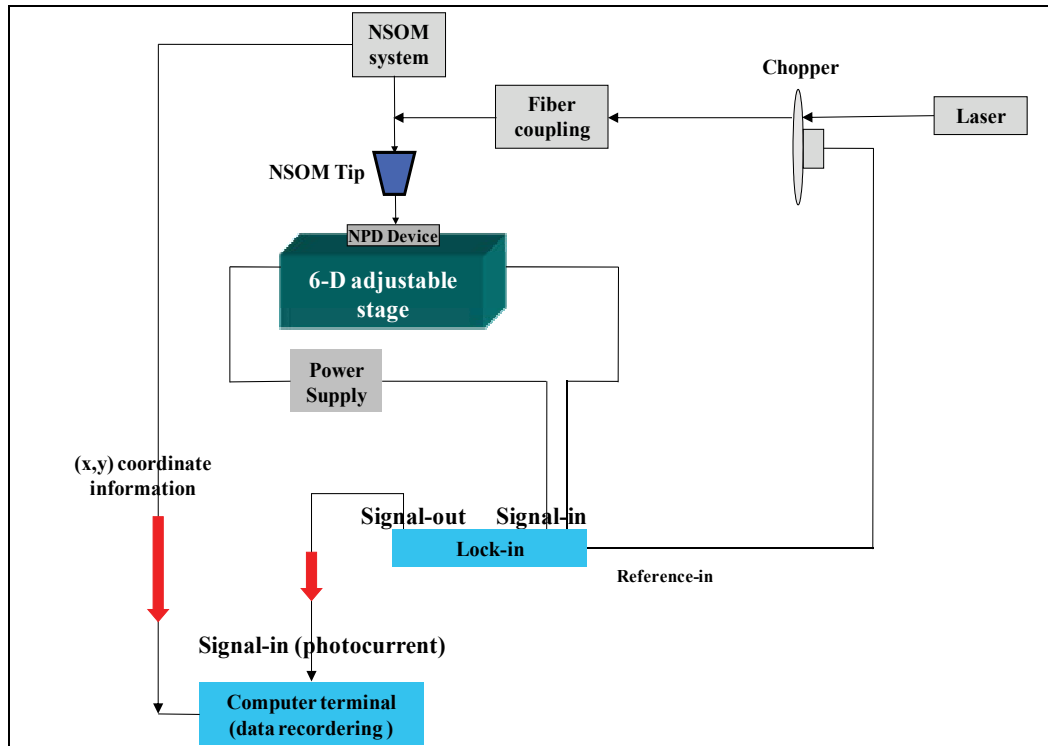 NSOM
system
Chopper
Fiber
coupling
Laser
NSOM Tip
NPD Device
6-D adjustable
stage
Power
Supply
(x,y) coordinate
information
Signal-out
Signal-in
Lock-in
Reference-in
Signal-in (photocurrent)
Computer terminal
(data recordering )